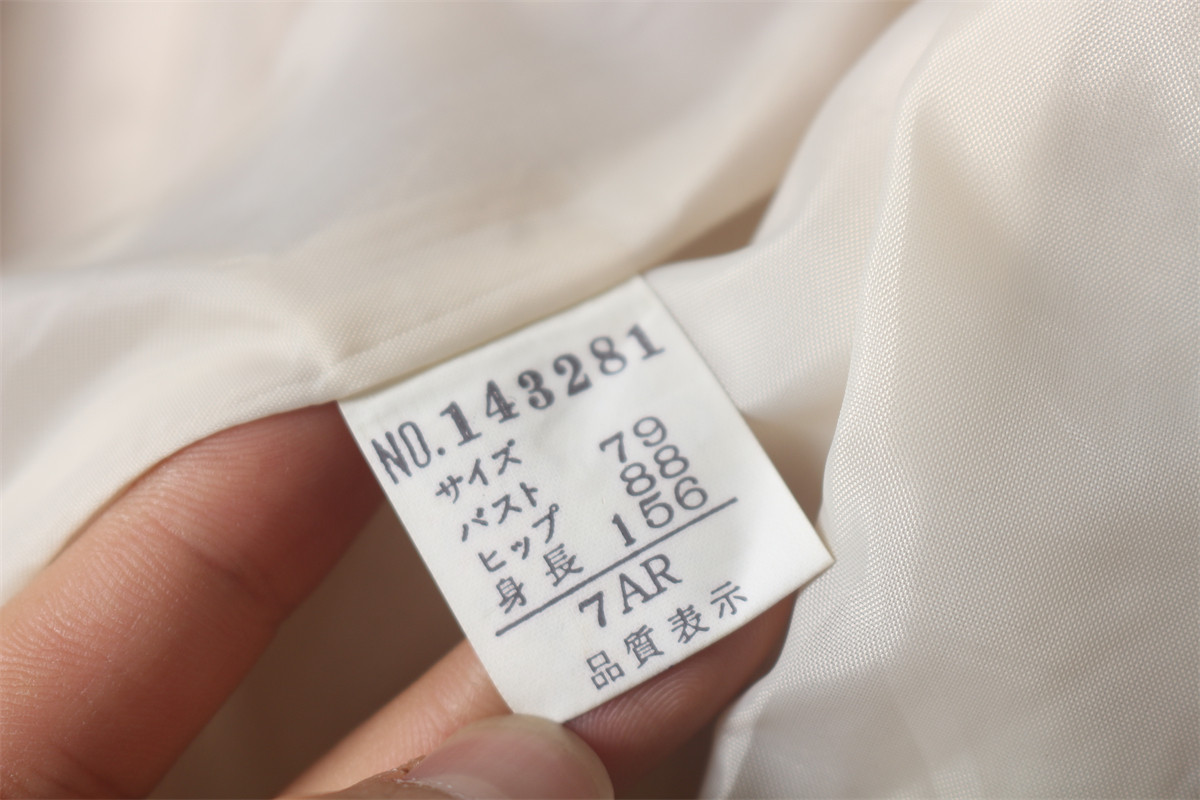 NO.143281
サイズ
バスト 79
ヒップ 88
身長 156
7AR
品質表示